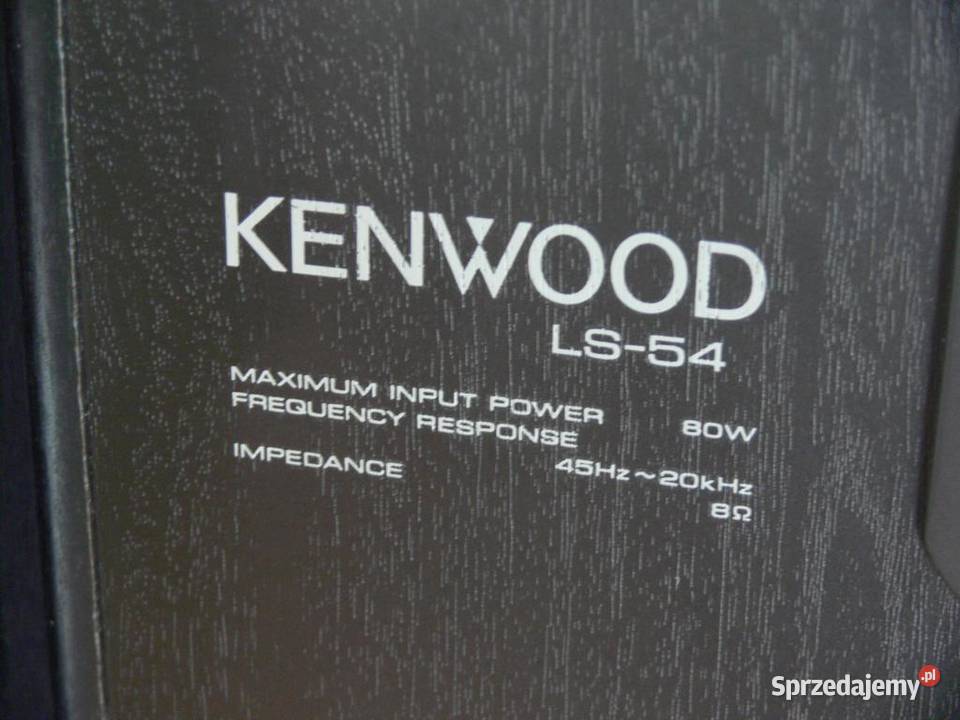 KENWOOD
LS-54
MAXIMUM INPUT POWER 80W
FREQUENCY RESPONSE
45Hz~20kHz
IMPEDANCE 8Ω
Sprzedajemy.pl